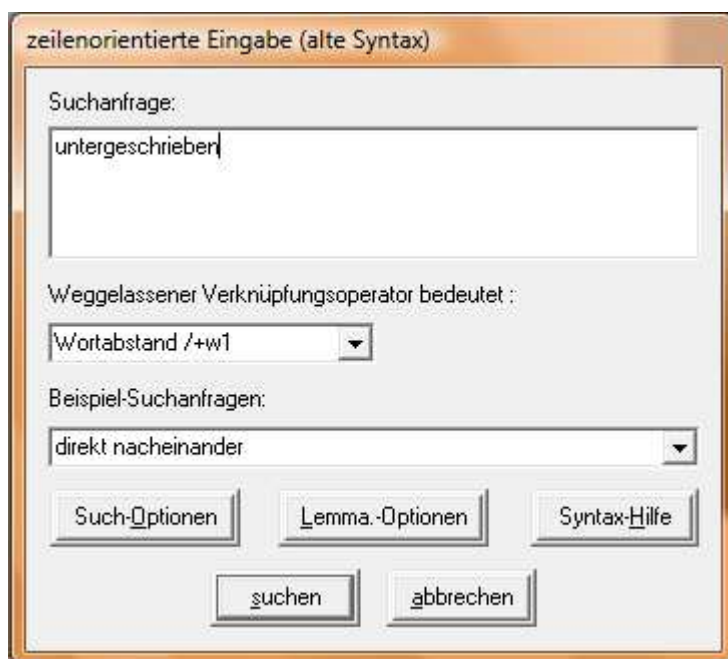 zeilenorientierte Eingabe (alte Syntax)
Suchanfrage:
untergeschrieben
Weggelassener Verknüpfungsoperator bedeutet :
Wortabstand /+w1
Beispiel-Suchanfragen:
direkt nacheinander
Such-Optionen Lemma.-Optionen Syntax-Hilfe
suchen abbrechen